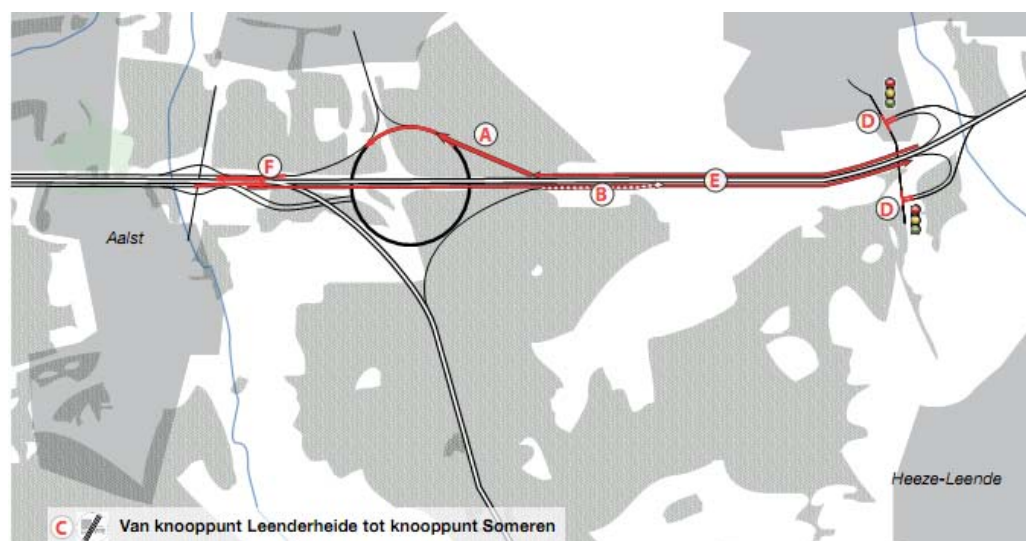 A
D
F
E
B
D
Aalst
Heeze-Leende
C Van knooppunt Leenderheide tot knooppunt Someren